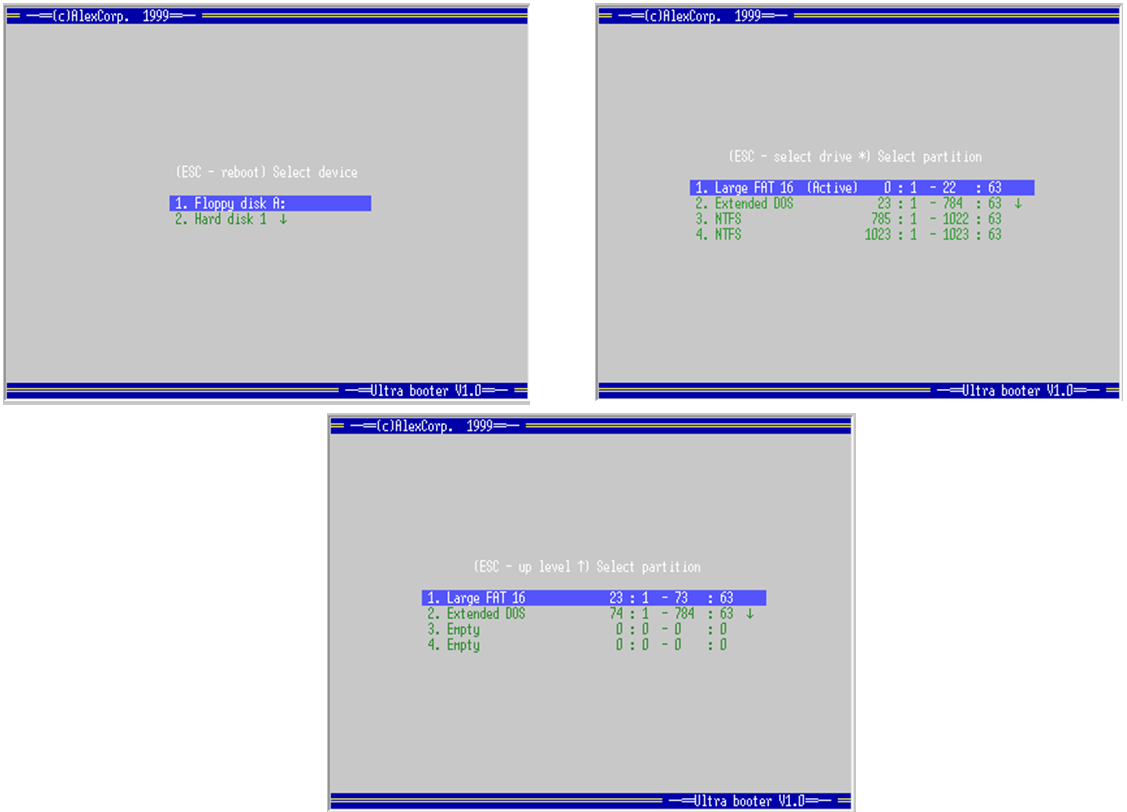 (c)AlexCorp. 1999
(ESC - reboot) Select device
1. Floppy disk A:
2. Hard disk 1 ↓
Ultra booter V1.0
(c)AlexCorp. 1999
(ESC - select drive *) Select partition
1. Large FAT 16 (Active) 0 : 1 - 22 : 63
2. Extended DOS 23 : 1 - 784 : 63 ↓
3. NTFS 785 : 1 - 1022 : 63
4. NTFS 1023 : 1 - 1023 : 63
Ultra booter V1.0
(c)AlexCorp. 1999
(ESC - up level ↑) Select partition
1. Large FAT 16 23 : 1 - 73 : 63
2. Extended DOS 74 : 1 - 784 : 63 ↓
3. Empty 0 : 0 - 0 : 0
4. Empty 0 : 0 - 0 : 0
Ultra booter V1.0